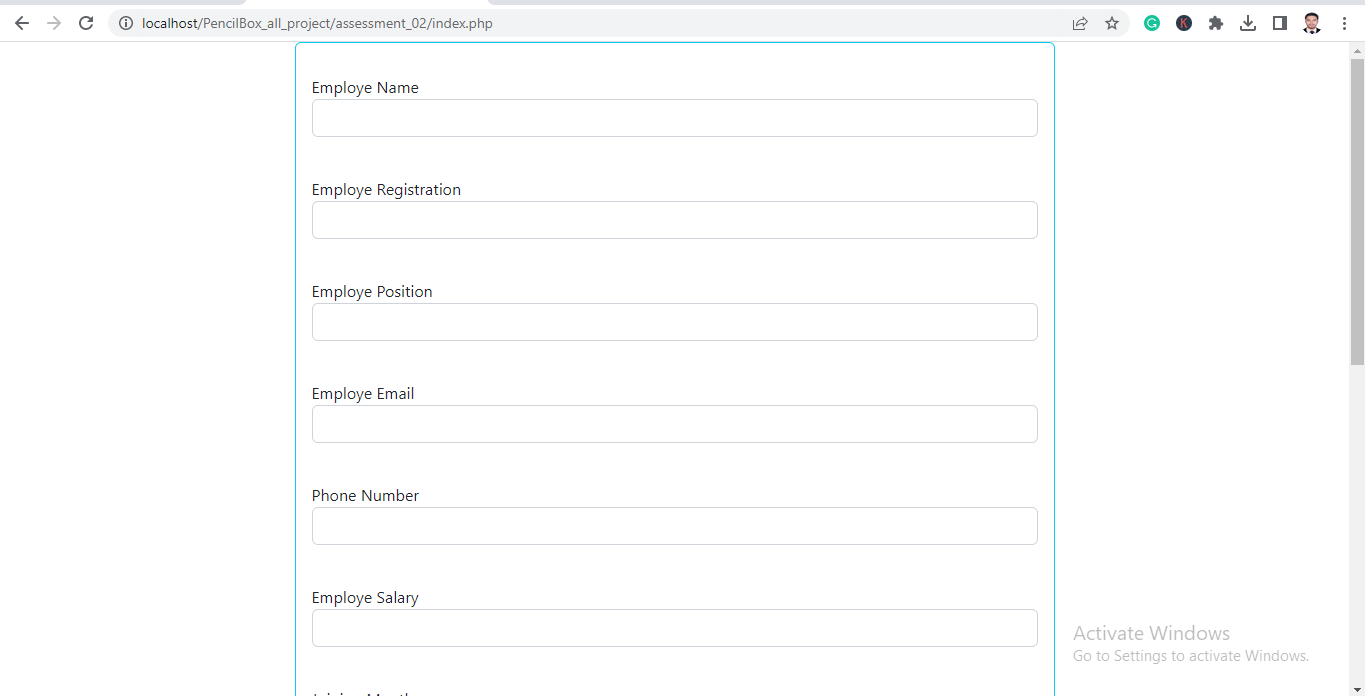 localhost/PencilBox_all_project/assessment_02/index.php
Employe Name
Employe Registration
Employe Position
Employe Email
Phone Number
Employe Salary
Activate Windows
Go to Settings to activate Windows.